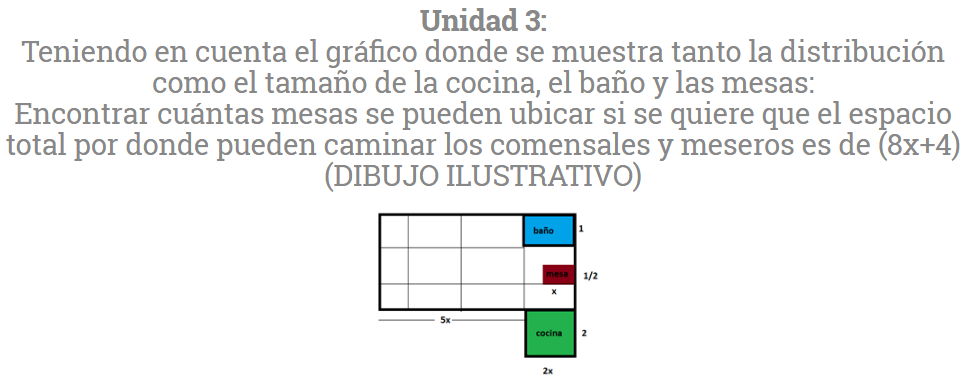 Unidad 3:
Teniendo en cuenta el gráfico donde se muestra tanto la distribución
como el tamaño de la cocina, el baño y las mesas:
Encontrar cuántas mesas se pueden ubicar si se quiere que el espacio
total por donde pueden caminar los comensales y meseros es de (8x+4)
(DIBUJO ILUSTRATIVO)
baño 1
mesa 1/2
x
5x
cocina 2
2x